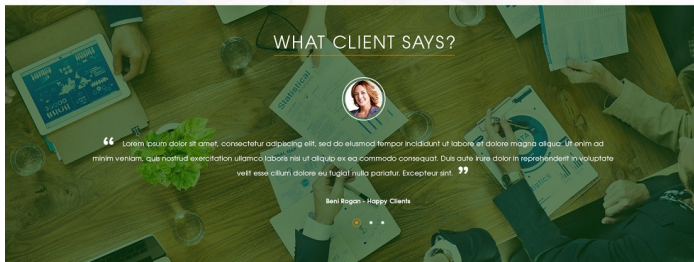 WHAT CLIENT SAYS?
Statistical
“ Lorem ipsum dolor sit amet, consectetur adipiscing elit, sed do eiusmod tempor incididunt ut labore et dolore magna aliqua. Ut enim ad
minim veniam, quis nostrud exercitation ullamco laboris nisi ut aliquip ex ea commodo consequat. Duis aute irure dolor in reprehenderit in voluptate
velit esse cillum dolore eu fugiat nulla pariatur. Excepteur sint. ”
Beni Rogan - Happy Clients